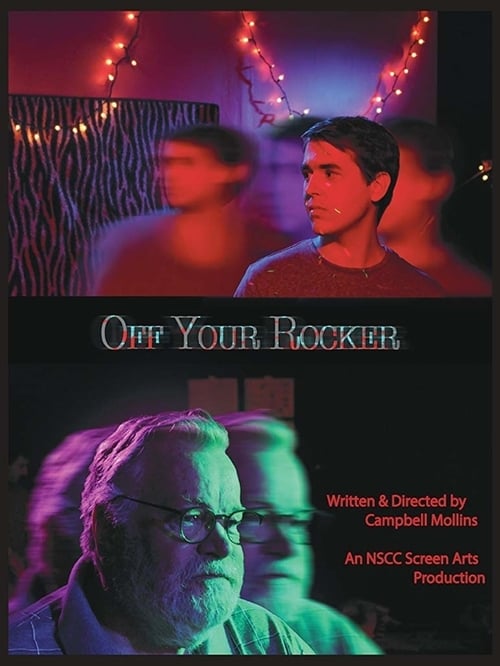 OFF YOUR ROCKER
Written & Directed by
Campbell Mollins
An NSCC Screen Arts
Production